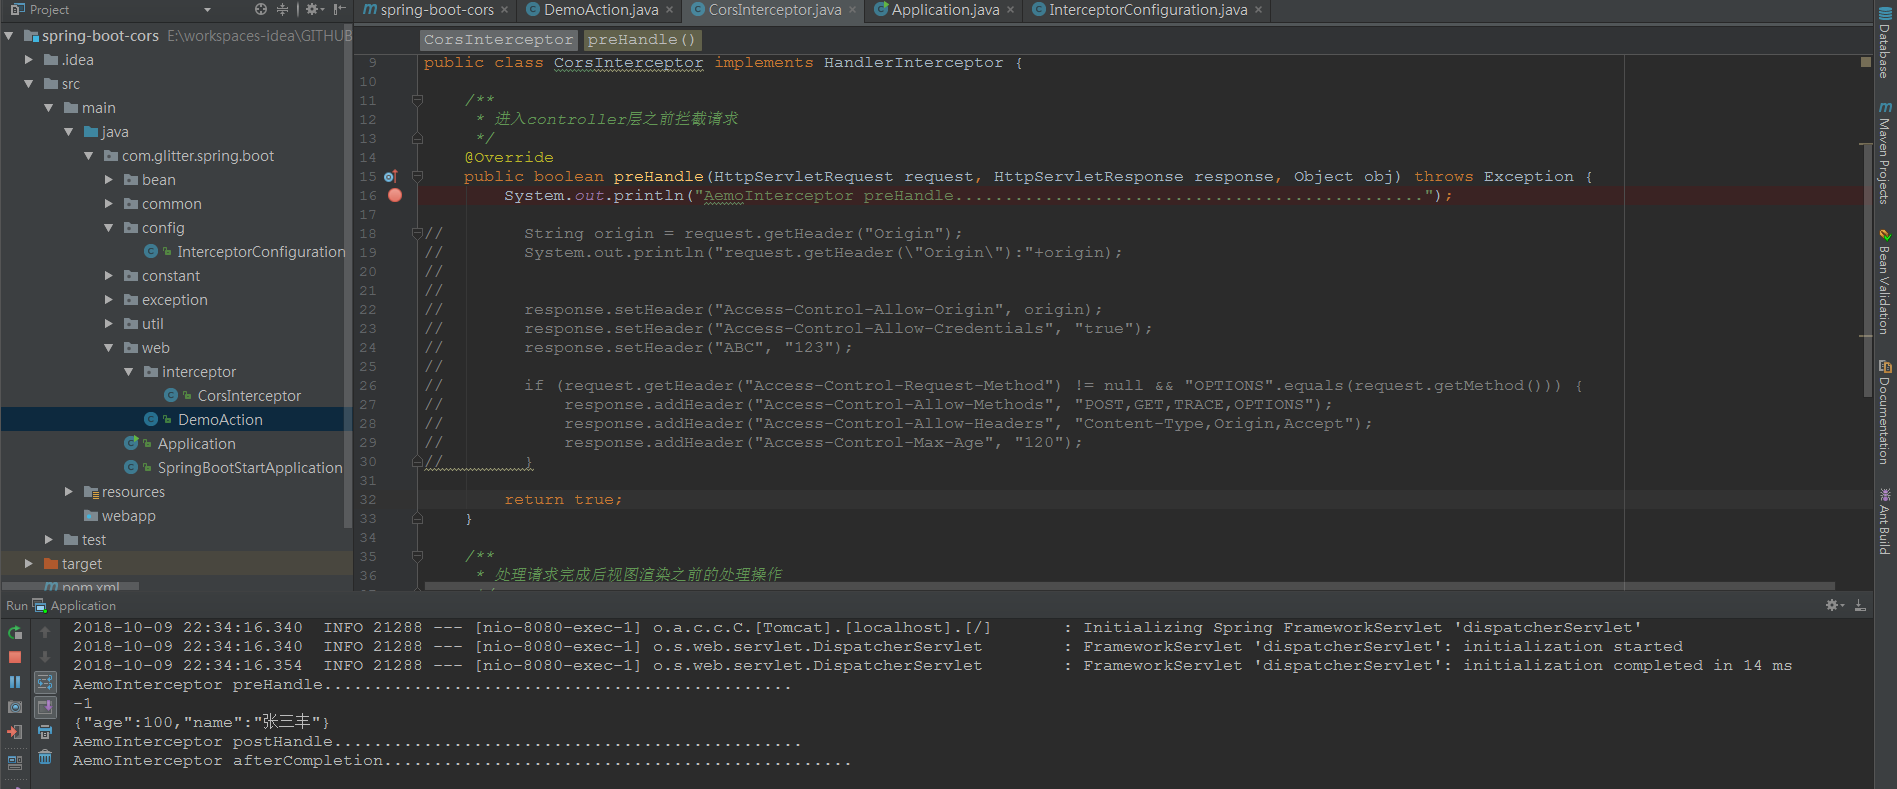 Project
spring-boot-cors
DemoAction.java
CorsInterceptor.java
Application.java
InterceptorConfiguration.java
spring-boot-cors E:\workspaces-idea\GITHUB
.idea
src
main
java
com.glitter.spring.boot
bean
common
config
InterceptorConfiguration
constant
exception
util
web
interceptor
CorsInterceptor
DemoAction
Application
SpringBootStartApplication
resources
webapp
test
target
pom.xml
CorsInterceptor preHandle()
9 public class CorsInterceptor implements HandlerInterceptor {
10
11 /**
12 * 进入controller层之前拦截请求
13 */
14 @Override
15 public boolean preHandle(HttpServletRequest request, HttpServletResponse response, Object obj) throws Exception {
16 System.out.println("AemoInterceptor preHandle...............................................");
17
18 // String origin = request.getHeader("Origin");
19 // System.out.println("request.getHeader(\"Origin\"):"+origin);
20 //
21 //
22 // response.setHeader("Access-Control-Allow-Origin", origin);
23 // response.setHeader("Access-Control-Allow-Credentials", "true");
24 // response.setHeader("ABC", "123");
25 //
26 // if (request.getHeader("Access-Control-Request-Method") != null && "OPTIONS".equals(request.getMethod())) {
27 // response.addHeader("Access-Control-Allow-Methods", "POST,GET,TRACE,OPTIONS");
28 // response.addHeader("Access-Control-Allow-Headers", "Content-Type,Origin,Accept");
29 // response.addHeader("Access-Control-Max-Age", "120");
30 // }
31
32 return true;
33 }
34
35 /**
36 * 处理请求完成后视图渲染之前的处理操作
Database
Maven Projects
Bean Validation
Documentation
Ant Build
Run Application
2018-10-09 22:34:16.340 INFO 21288 --- [nio-8080-exec-1] o.a.c.c.C.[Tomcat].[localhost].[/] : Initializing Spring FrameworkServlet 'dispatcherServlet'
2018-10-09 22:34:16.340 INFO 21288 --- [nio-8080-exec-1] o.s.web.servlet.DispatcherServlet : FrameworkServlet 'dispatcherServlet': initialization started
2018-10-09 22:34:16.354 INFO 21288 --- [nio-8080-exec-1] o.s.web.servlet.DispatcherServlet : FrameworkServlet 'dispatcherServlet': initialization completed in 14 ms
AemoInterceptor preHandle...............................................
-1
{"age":100,"name":"张三丰"}
AemoInterceptor postHandle...............................................
AemoInterceptor afterCompletion...............................................